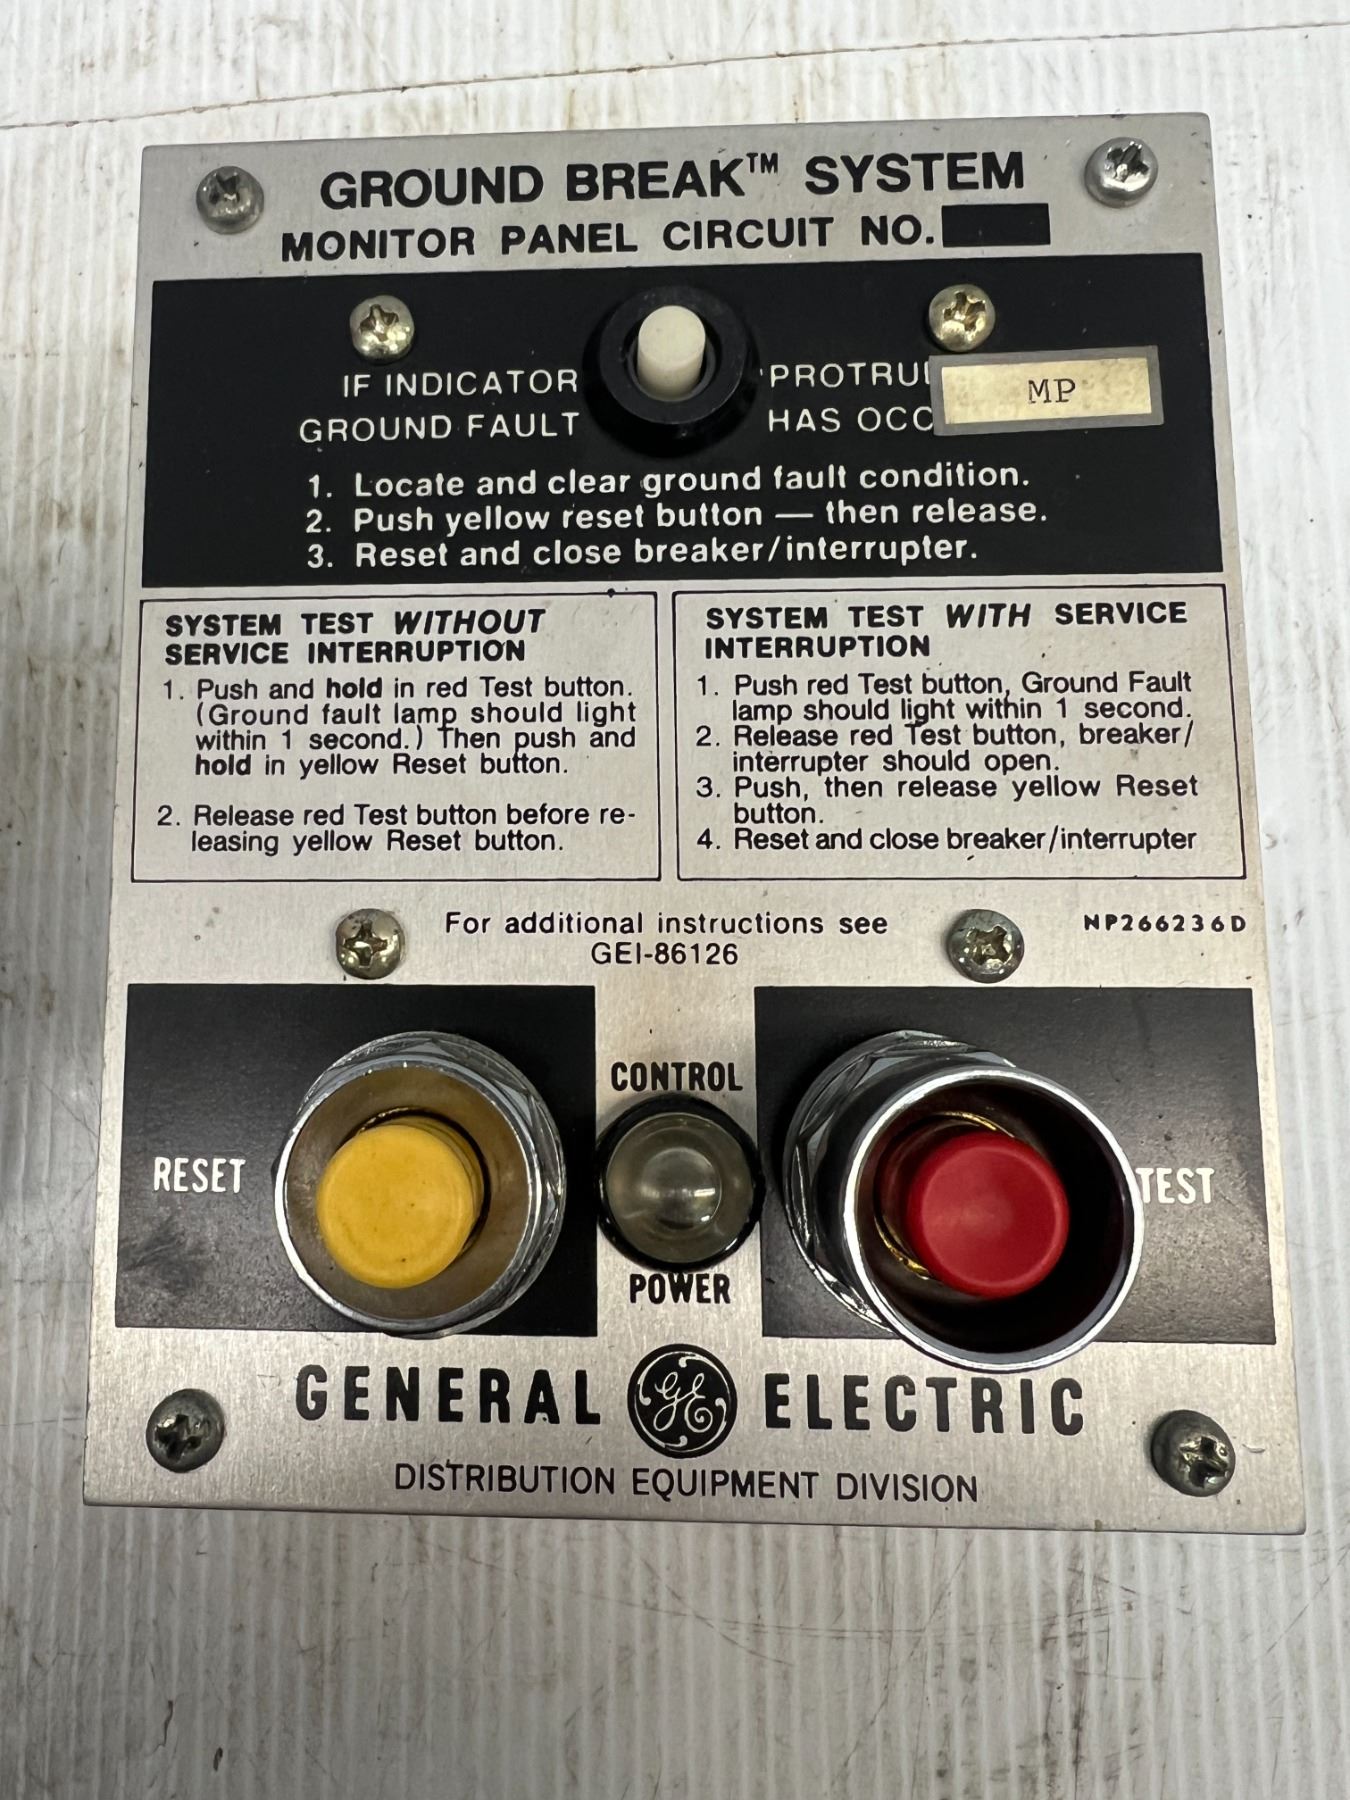 GROUND BREAK™ SYSTEM
MONITOR PANEL CIRCUIT NO.
IF INDICATOR
GROUND FAULT
HAS
MP
1. Locate and clear ground fault condition.
2. Push yellow reset button — then release.
3. Reset and close breaker/interrupter.
SYSTEM TEST WITHOUT
SERVICE INTERRUPTION
1. Push and hold in red Test button.
(Ground fault lamp should light
within 1 second.) Then push and
hold in yellow Reset button.
2. Release red Test button before re-
leasing yellow Reset button.
SYSTEM TEST WITH SERVICE
INTERRUPTION
1. Push red Test button, Ground Fault
lamp should light within 1 second.
2. Release red Test button, breaker/
interrupter should open.
3. Push, then release yellow Reset
button.
4. Reset and close breaker/interrupter
For additional instructions see
GEI-86126
NP266236D
RESET
CONTROL
POWER
TEST
GENERAL GE ELECTRIC
DISTRIBUTION EQUIPMENT DIVISION